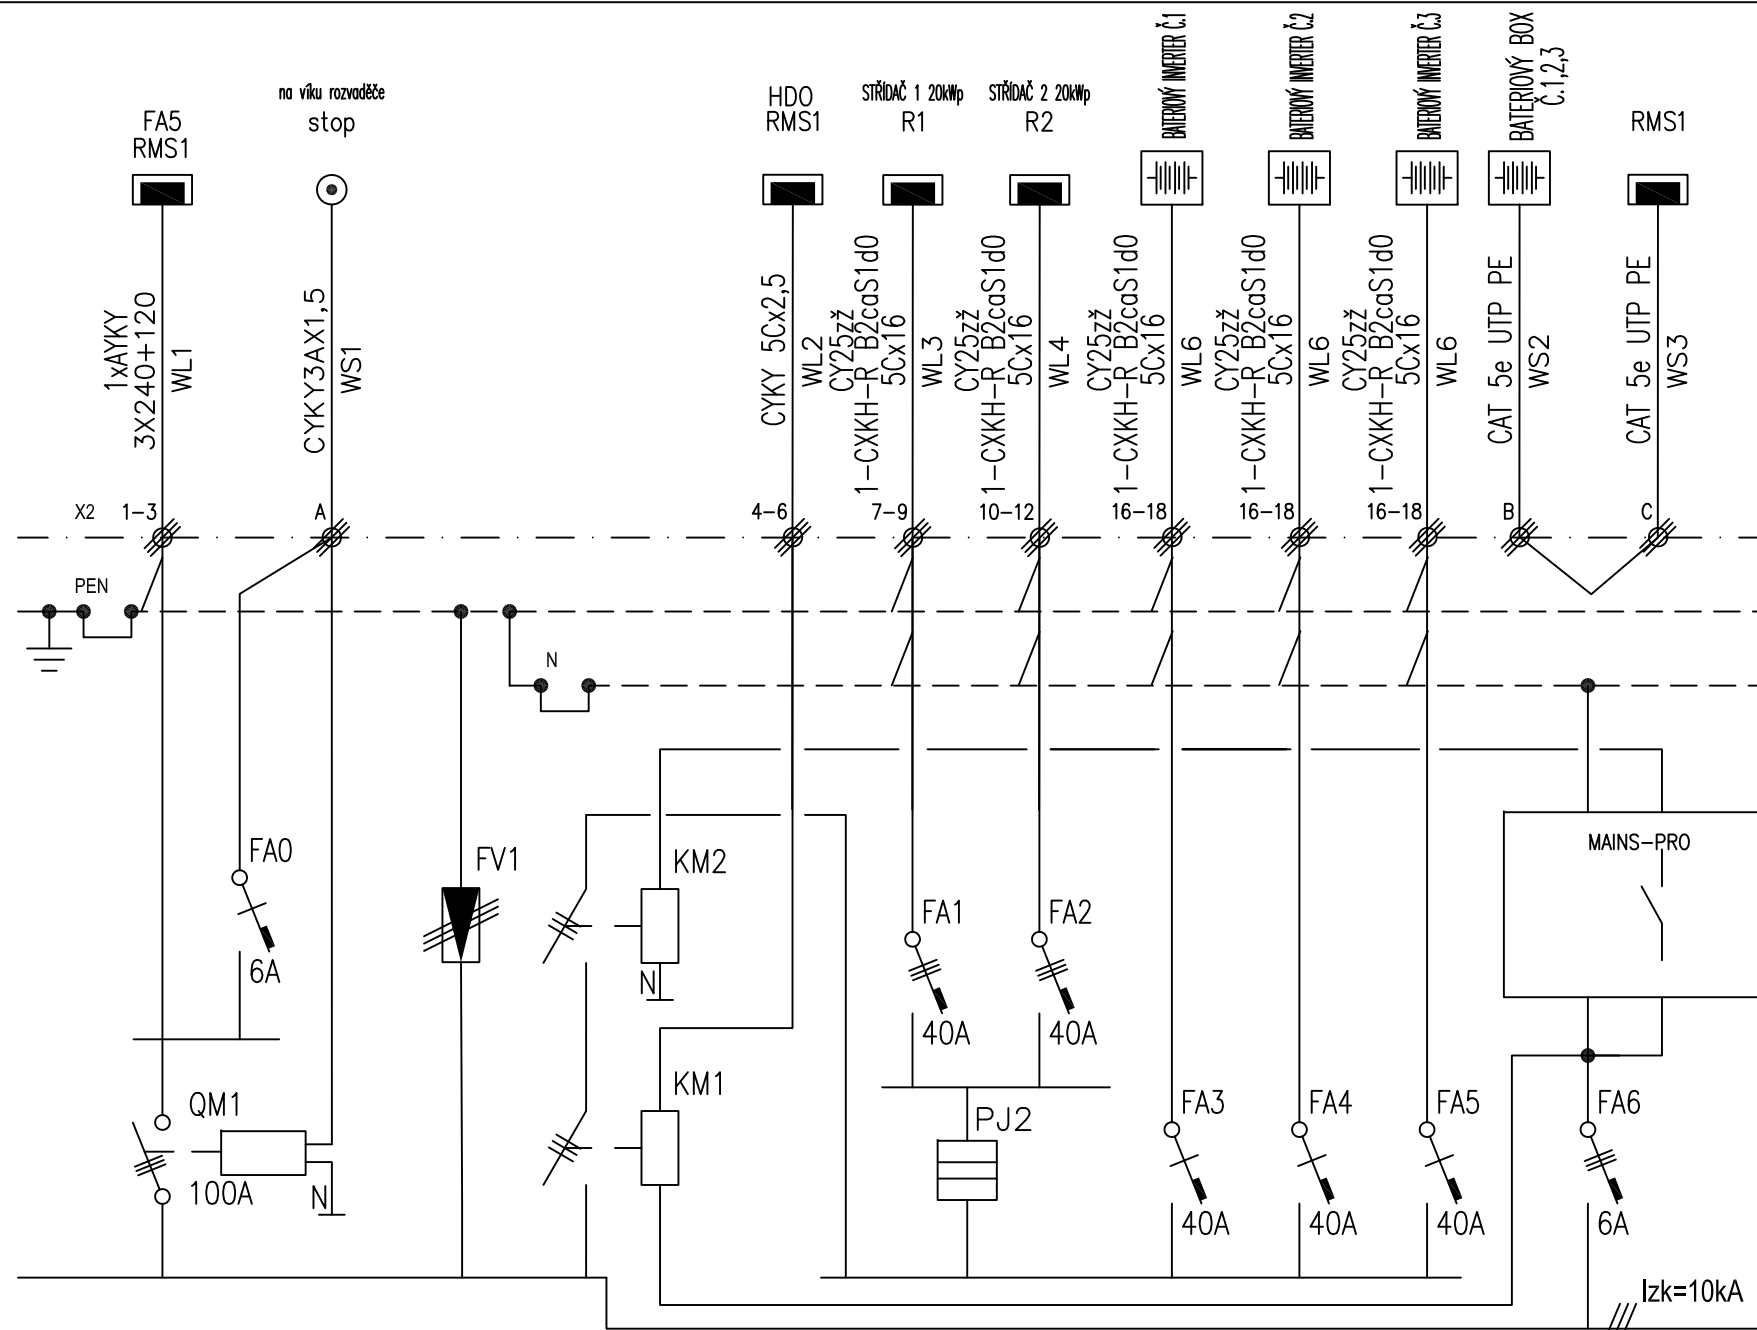 FA5
RMS1
na víku rozvaděče
stop
HDO
RMS1
STŘÍDAČ 1 20kWp
R1
STŘÍDAČ 2 20kWp
R2
BATERIOVÝ INVERTER Č.1
BATERIOVÝ INVERTER Č.2
BATERIOVÝ INVERTER Č.3
BATERIOVÝ BOX
Č.1,2,3
RMS1
1xAYKY
3X240+120
WL1
CYKY3AX1,5
WS1
CYKY 5Cx2,5
WL2
CY25zž
1-CXKH-R B2caS1d0
5Cx16
WL3
CY25zž
1-CXKH-R B2caS1d0
5Cx16
WL4
CY25zž
1-CXKH-R B2caS1d0
5Cx16
WL6
CY25zž
1-CXKH-R B2caS1d0
5Cx16
WL6
CY25zž
1-CXKH-R B2caS1d0
5Cx16
WL6
CAT 5e UTP PE
WS2
CAT 5e UTP PE
WS3
X2 1-3 A 4-6 7-9 10-12 16-18 16-18 16-18 B C
PEN
N
MAINS-PRO
FA0
6A
FV1
KM2
N
FA1
40A
FA2
40A
KM1
QM1
100A
N
PJ2
FA3
40A
FA4
40A
FA5
40A
FA6
6A
Izk=10kA